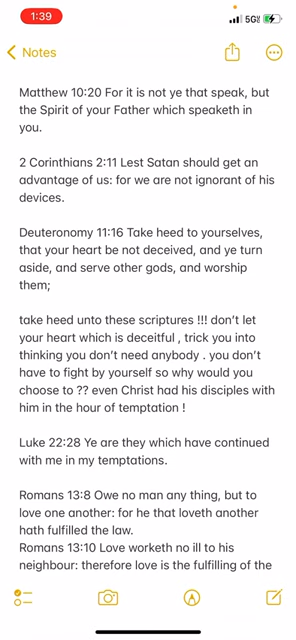 1:39
5G
Notes
Matthew 10:20 For it is not ye that speak, but
the Spirit of your Father which speaketh in
you.
2 Corinthians 2:11 Lest Satan should get an
advantage of us: for we are not ignorant of his
devices.
Deuteronomy 11:16 Take heed to yourselves,
that your heart be not deceived, and ye turn
aside, and serve other gods, and worship
them;
take heed unto these scriptures !!! don’t let
your heart which is deceitful , trick you into
thinking you don’t need anybody . you don’t
have to fight by yourself so why would you
choose to ?? even Christ had his disciples with
him in the hour of temptation !
Luke 22:28 Ye are they which have continued
with me in my temptations.
Romans 13:8 Owe no man any thing, but to
love one another: for he that loveth another
hath fulfilled the law.
Romans 13:10 Love worketh no ill to his
neighbour: therefore love is the fulfilling of the